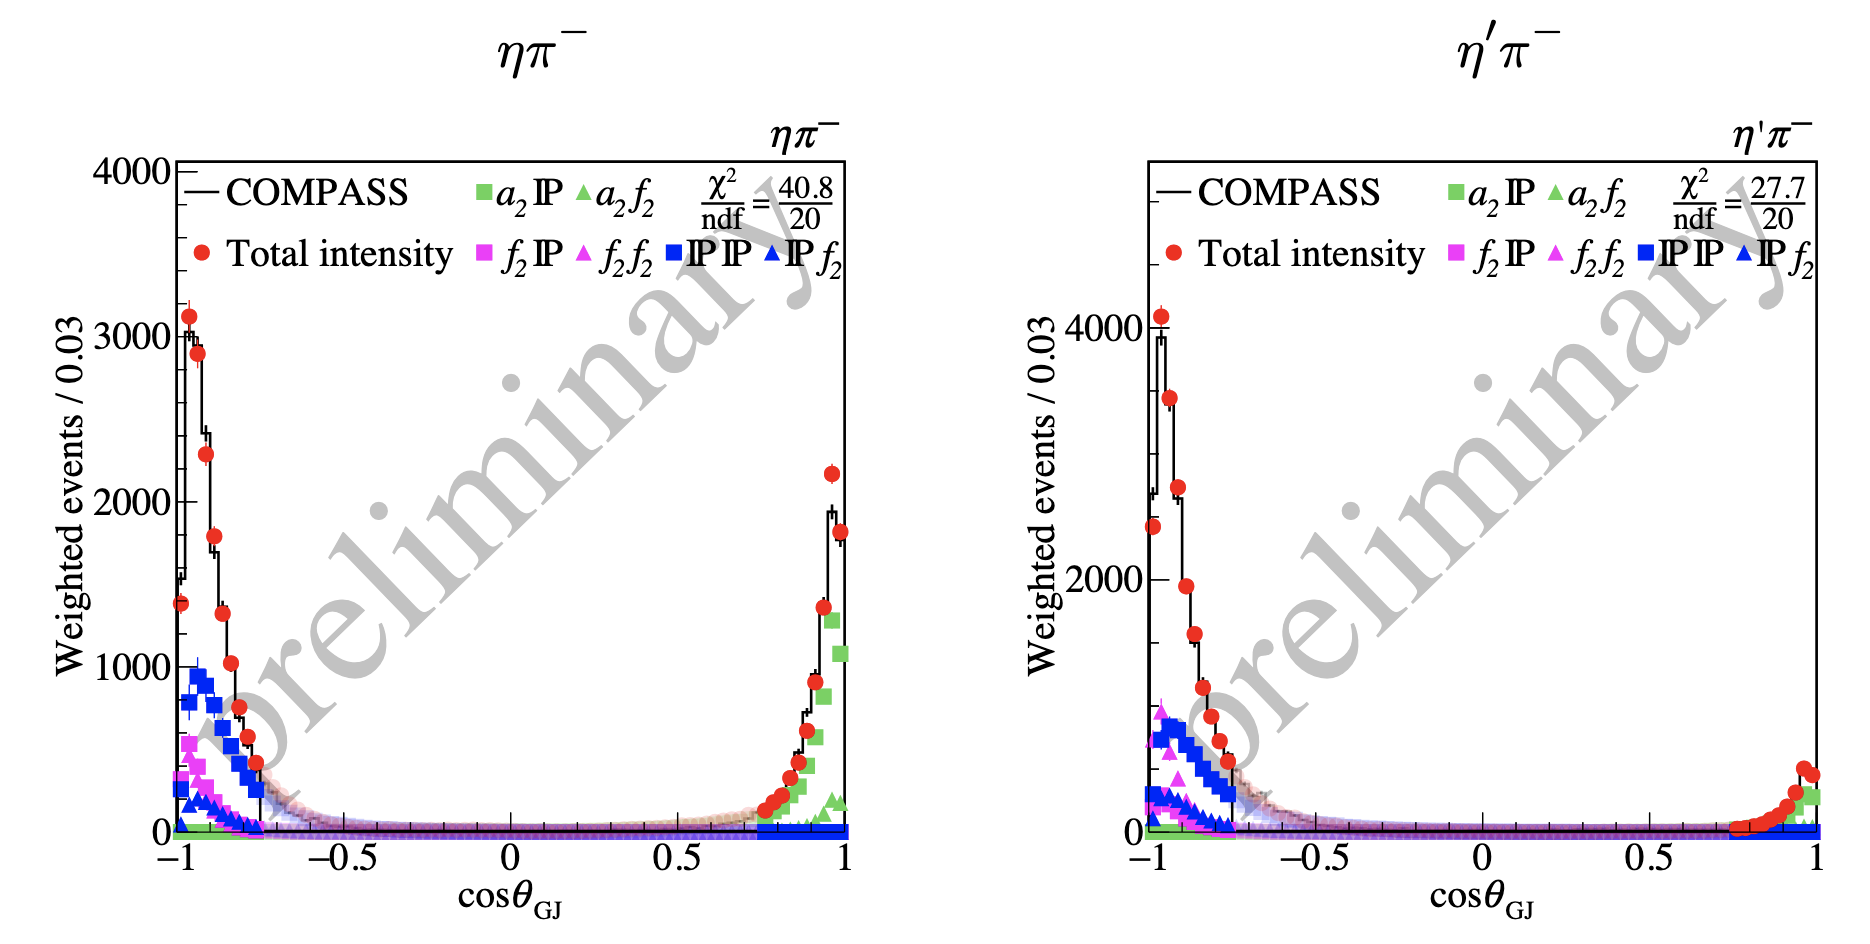 ηπ⁻
η′π⁻
ηπ⁻
4000
COMPASS
a₂ℙ
a₂f₂
χ²/ndf = 40.8/20
Total intensity
f₂ℙ
f₂f₂
ℙℙ
ℙf₂
3000
2000
1000
0
Weighted events / 0.03
−1
−0.5
0
0.5
1
cosθGJ
preliminary
η'π⁻
COMPASS
a₂ℙ
a₂f₂
χ²/ndf = 27.7/20
Total intensity
f₂ℙ
f₂f₂
ℙℙ
ℙf₂
4000
2000
0
Weighted events / 0.03
−1
−0.5
0
0.5
1
cosθGJ
preliminary